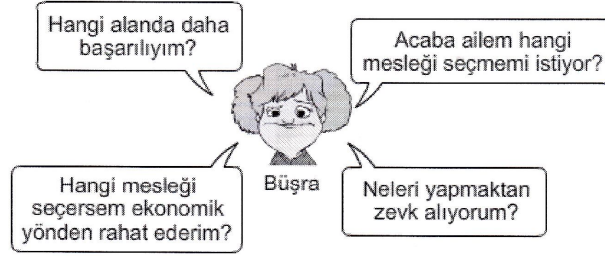 Hangi alanda daha
başarılıyım?
Acaba ailem hangi
mesleği seçmemi istiyor?
Hangi mesleği
seçersem ekonomik
yönden rahat ederim?
Büşra
Neleri yapmaktan
zevk alıyorum?